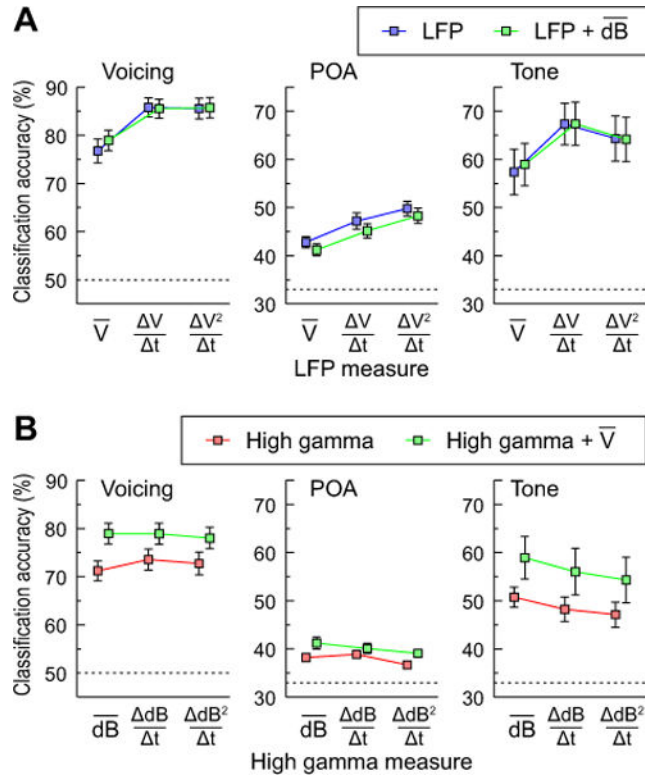 A
LFP
LFP + dB̅
Voicing
POA
Tone
Classification accuracy (%)
90
80
70
60
50
70
60
50
40
30
70
60
50
40
30
V̅
ΔV/Δt
ΔV²/Δt
V̅
ΔV/Δt
ΔV²/Δt
V̅
ΔV/Δt
ΔV²/Δt
LFP measure
B
High gamma
High gamma + V̅
Voicing
POA
Tone
Classification accuracy (%)
90
80
70
60
50
70
60
50
40
30
70
60
50
40
30
dB̅
ΔdB/Δt
ΔdB²/Δt
dB̅
ΔdB/Δt
ΔdB²/Δt
dB̅
ΔdB/Δt
ΔdB²/Δt
High gamma measure